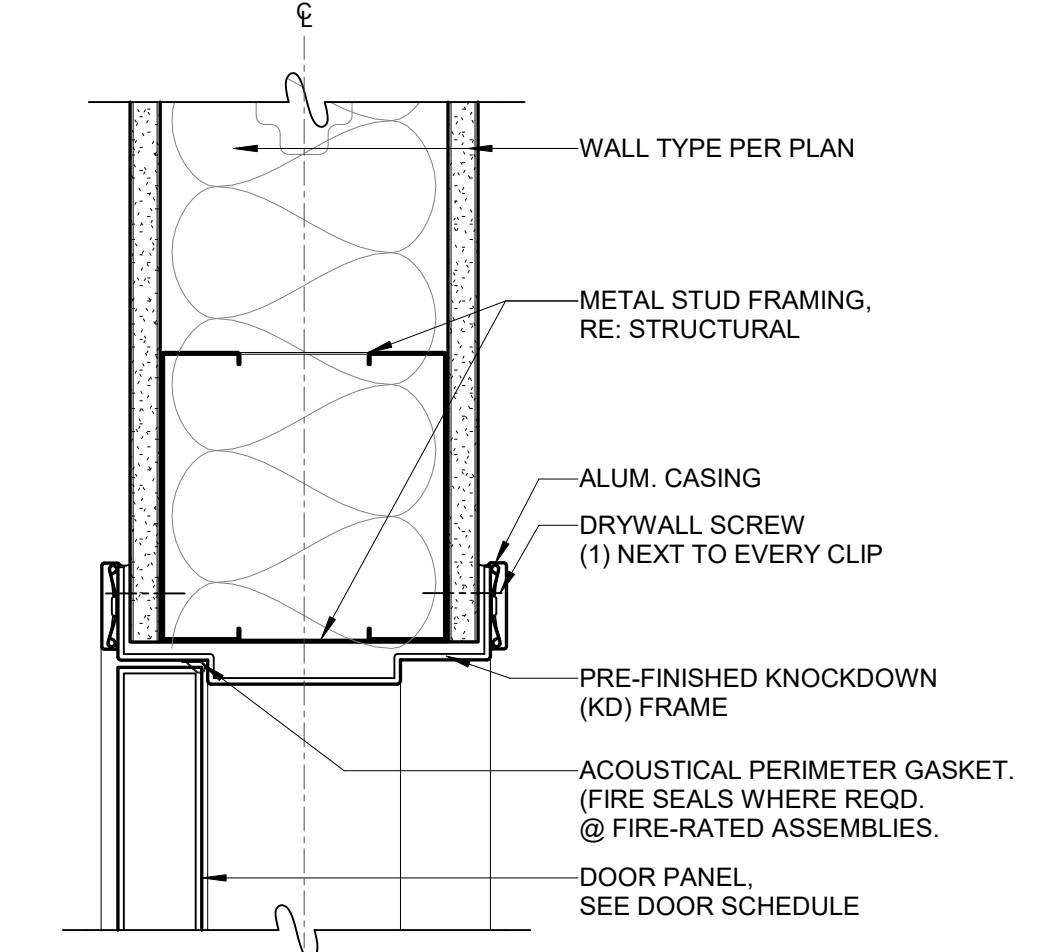 ℄
WALL TYPE PER PLAN
METAL STUD FRAMING,
RE: STRUCTURAL
ALUM. CASING
DRYWALL SCREW
(1) NEXT TO EVERY CLIP
PRE-FINISHED KNOCKDOWN
(KD) FRAME
ACOUSTICAL PERIMETER GASKET.
(FIRE SEALS WHERE REQD.
@ FIRE-RATED ASSEMBLIES.
DOOR PANEL,
SEE DOOR SCHEDULE